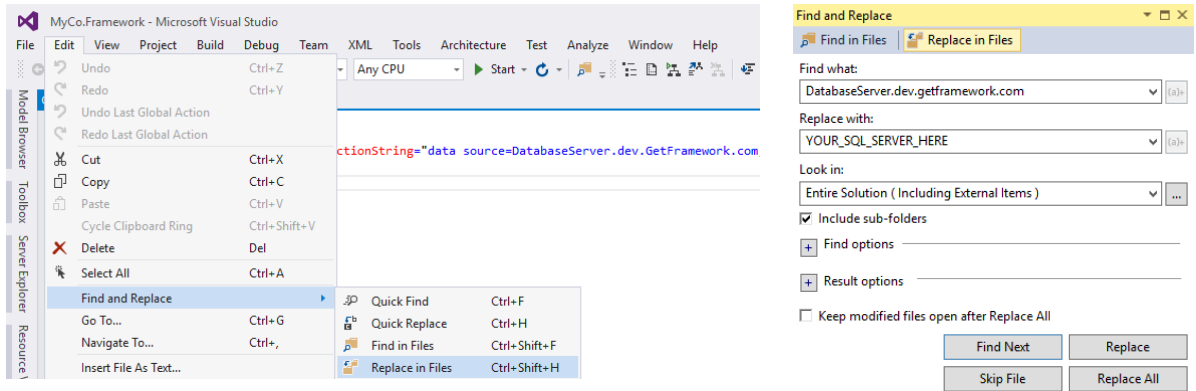 MyCo.Framework - Microsoft Visual Studio
File Edit View Project Build Debug Team XML Tools Architecture Test Analyze Window Help
Any CPU Start
Undo Ctrl+Z
Redo Ctrl+Y
Undo Last Global Action
Redo Last Global Action
Cut Ctrl+X
Copy Ctrl+C
Paste Ctrl+V
Cycle Clipboard Ring Ctrl+Shift+V
Delete Del
Select All Ctrl+A
Find and Replace
Go To... Ctrl+G
Navigate To... Ctrl+,
Insert File As Text...
Quick Find Ctrl+F
Quick Replace Ctrl+H
Find in Files Ctrl+Shift+F
Replace in Files Ctrl+Shift+H
Model Browser
Toolbox
Server Explorer
Resource
ctionString="data source=DatabaseServer.dev.GetFramework.com
Find and Replace
Find in Files Replace in Files
Find what:
DatabaseServer.dev.getframework.com
(a)+
Replace with:
YOUR_SQL_SERVER_HERE
(a)+
Look in:
Entire Solution ( Including External Items )
...
Include sub-folders
Find options
Result options
Keep modified files open after Replace All
Find Next Replace
Skip File Replace All